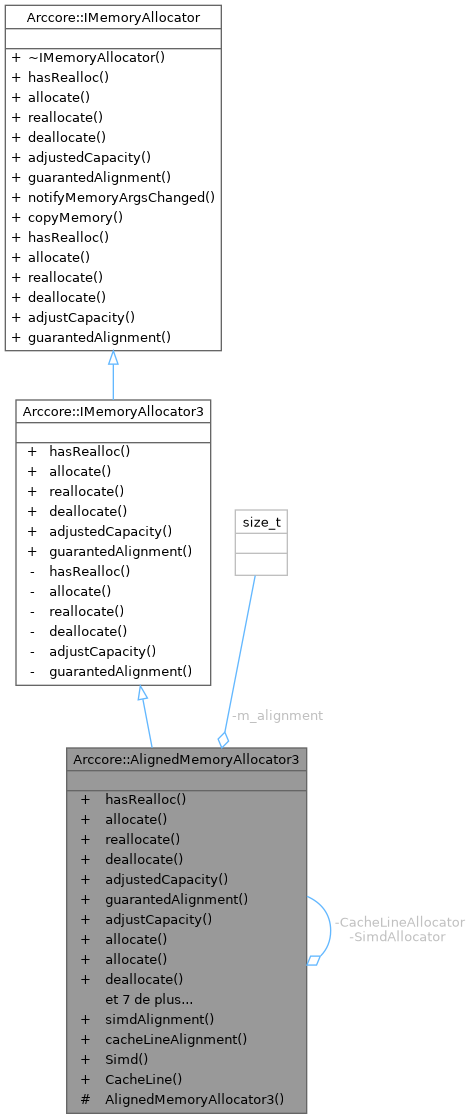 Arccore::IMemoryAllocator
+ ~IMemoryAllocator()
+ hasRealloc()
+ allocate()
+ reallocate()
+ deallocate()
+ adjustedCapacity()
+ guarantedAlignment()
+ notifyMemoryArgsChanged()
+ copyMemory()
+ hasRealloc()
+ allocate()
+ reallocate()
+ deallocate()
+ adjustCapacity()
+ guarantedAlignment()
Arccore::IMemoryAllocator3
+ hasRealloc()
+ allocate()
+ reallocate()
+ deallocate()
+ adjustedCapacity()
+ guarantedAlignment()
- hasRealloc()
- allocate()
- reallocate()
- deallocate()
- adjustCapacity()
- guarantedAlignment()
size_t
-m_alignment
Arccore::AlignedMemoryAllocator3
+ hasRealloc()
+ allocate()
+ reallocate()
+ deallocate()
+ adjustedCapacity()
+ guarantedAlignment()
+ adjustCapacity()
+ allocate()
+ allocate()
+ deallocate()
et 7 de plus...
+ simdAlignment()
+ cacheLineAlignment()
+ Simd()
+ CacheLine()
# AlignedMemoryAllocator3()
-CacheLineAllocator
-SimdAllocator